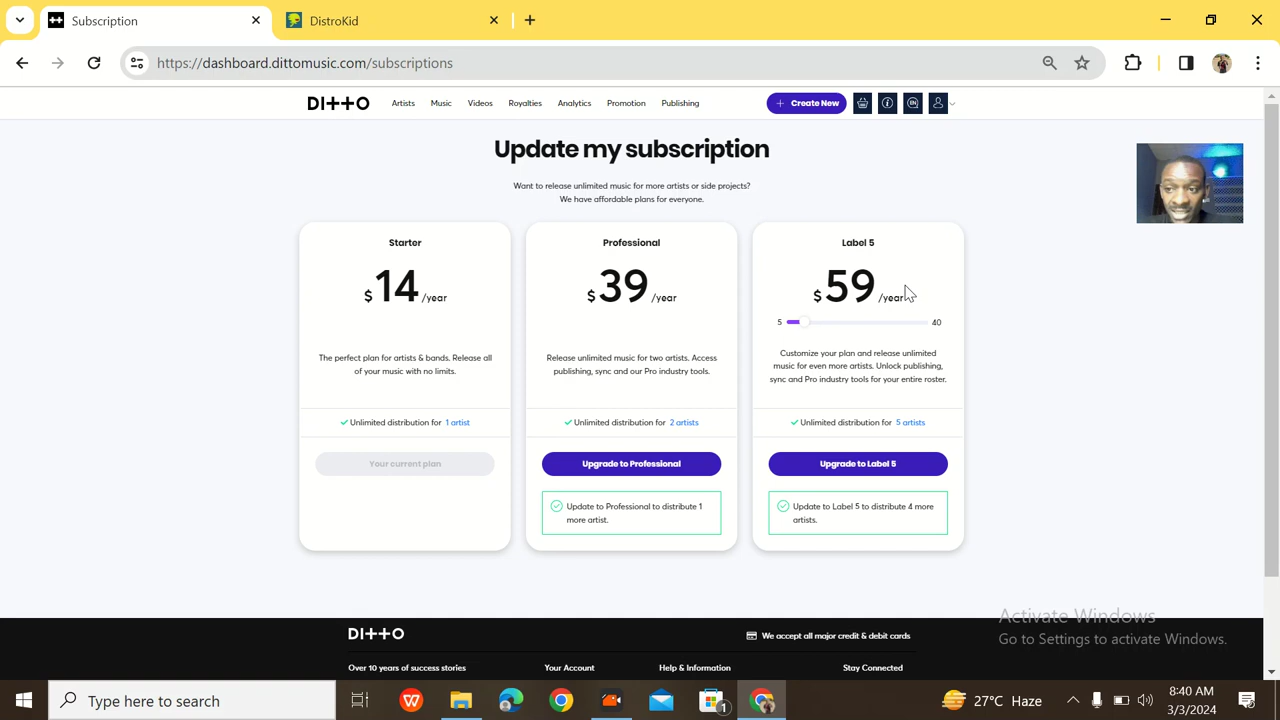 Subscription
DistroKid
https://dashboard.dittomusic.com/subscriptions
DITTO
Artists
Music
Videos
Royalties
Analytics
Promotion
Publishing
+ Create New
EN
Update my subscription
Want to release unlimited music for more artists or side projects?
We have affordable plans for everyone.
Starter
$14/year
The perfect plan for artists & bands. Release all
of your music with no limits.
Unlimited distribution for 1 artist
Your current plan
Professional
$39/year
Release unlimited music for two artists. Access
publishing, sync and our Pro industry tools.
Unlimited distribution for 2 artists
Upgrade to Professional
Update to Professional to distribute 1
more artist.
Label 5
$59/year
5
40
Customize your plan and release unlimited
music for even more artists. Unlock publishing,
sync and Pro industry tools for your entire roster.
Unlimited distribution for 5 artists
Upgrade to Label 5
Update to Label 5 to distribute 4 more
artists.
Activate Windows
Go to Settings to activate Windows.
DITTO
We accept all major credit & debit cards
Over 10 years of success stories
Your Account
Help & Information
Stay Connected
Type here to search
1
27°C Haze
8:40 AM
3/3/2024